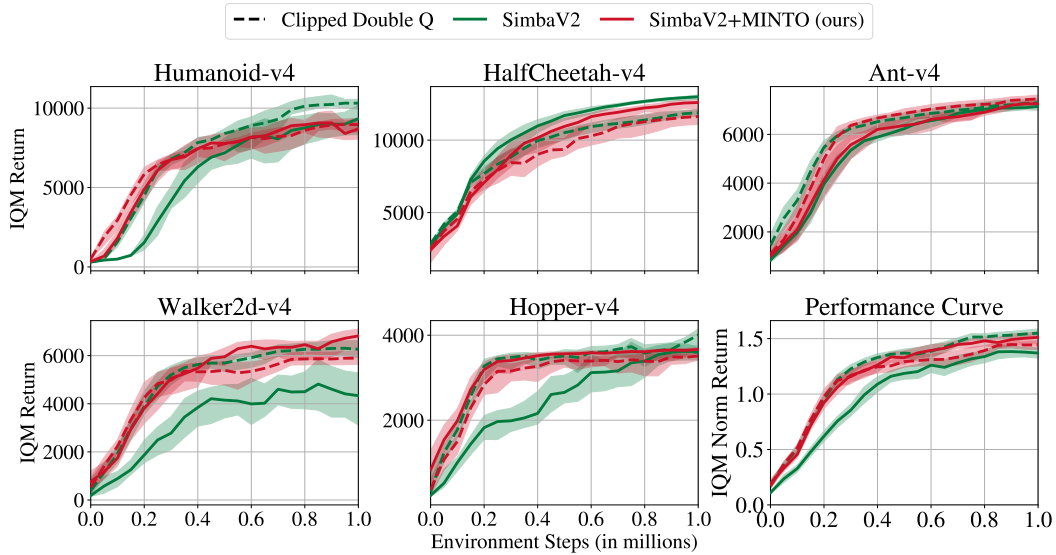 Clipped Double Q SimbaV2 SimbaV2+MINTO (ours)
Humanoid-v4 HalfCheetah-v4 Ant-v4
IQM Return
10000
5000
0
10000
5000
6000
4000
2000
Walker2d-v4 Hopper-v4 Performance Curve
IQM Return
6000
4000
2000
0
4000
2000
IQM Norm Return
1.5
1.0
0.5
0.0
0.0 0.2 0.4 0.6 0.8 1.0
0.0 0.2 0.4 0.6 0.8 1.0
0.0 0.2 0.4 0.6 0.8 1.0
Environment Steps (in millions)